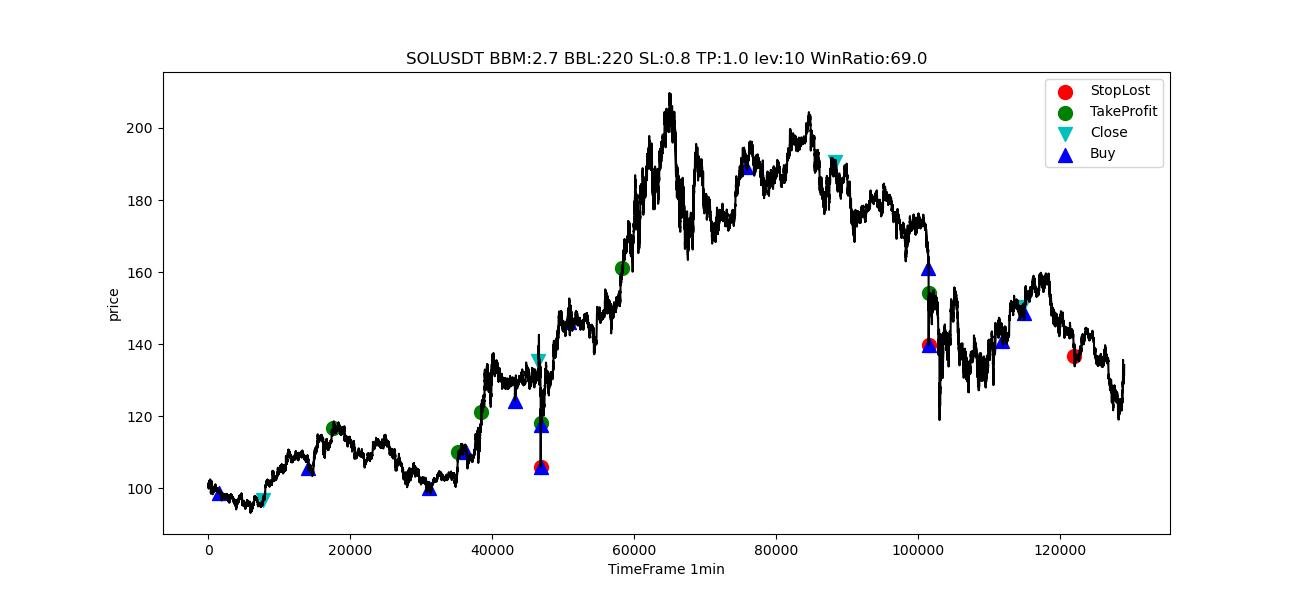 SOLUSDT BBM:2.7 BBL:220 SL:0.8 TP:1.0 lev:10 WinRatio:69.0
StopLost
TakeProfit
Close
Buy
200
180
160
140
120
100
price
0 20000 40000 60000 80000 100000 120000
TimeFrame 1min